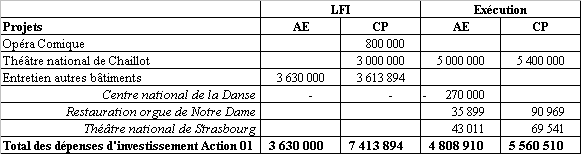 LFI Exécution
Projets AE CP AE CP
Opéra Comique 800 000
Théâtre national de Chaillot 3 000 000 5 000 000 5 400 000
Entretien autres bâtiments 3 630 000 3 613 894
Centre national de la Danse - - - 270 000
Restauration orgue de Notre Dame 35 899 90 969
Théâtre national de Strasbourg 43 011 69 541
Total des dépenses d'investissement Action 01 3 630 000 7 413 894 4 808 910 5 560 510